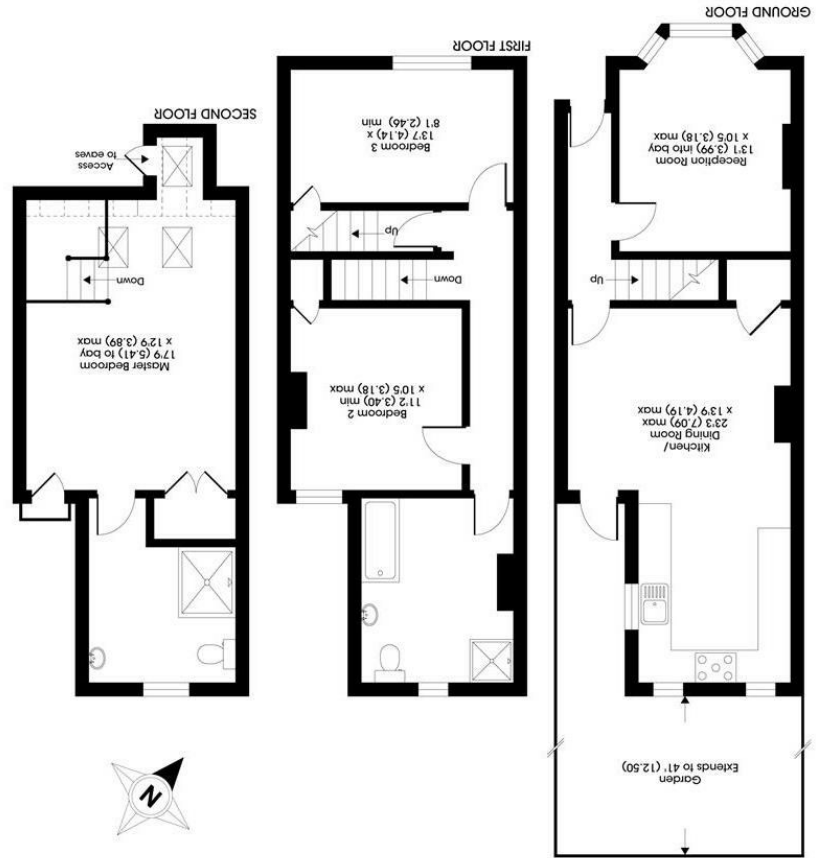 GROUND FLOOR
Reception Room
13'1 (3.99) into bay
x 10'5 (3.18) max
Up
Kitchen/
Dining Room
23'3 (7.09) max
x 13'9 (4.19) max
Garden
Extends to 41' (12.50)
FIRST FLOOR
Bedroom 3
13'7 (4.14) x
8'1 (2.46) min
Up
Down
Bedroom 2
11'2 (3.40) min
x 10'5 (3.18) max
SECOND FLOOR
Access
to eaves
Down
Master Bedroom
17'9 (5.41) to bay
x 12'9 (3.89) max
N